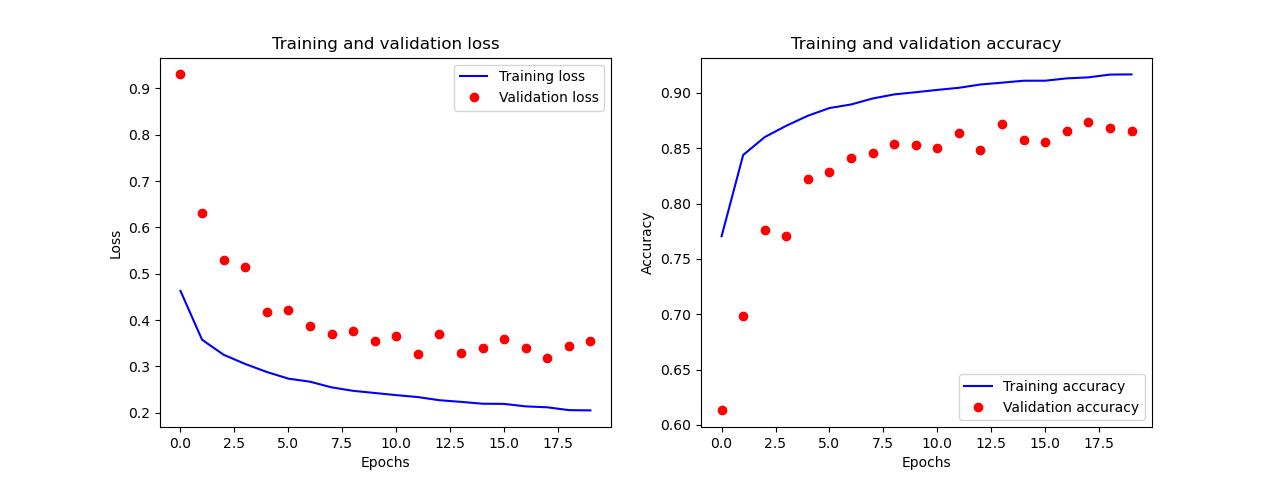 Training and validation loss
Training loss
Validation loss
0.9
0.8
0.7
0.6
0.5
0.4
0.3
0.2
Loss
0.0 2.5 5.0 7.5 10.0 12.5 15.0 17.5
Epochs
Training and validation accuracy
0.90
0.85
0.80
0.75
0.70
0.65
0.60
Accuracy
Training accuracy
Validation accuracy
0.0 2.5 5.0 7.5 10.0 12.5 15.0 17.5
Epochs